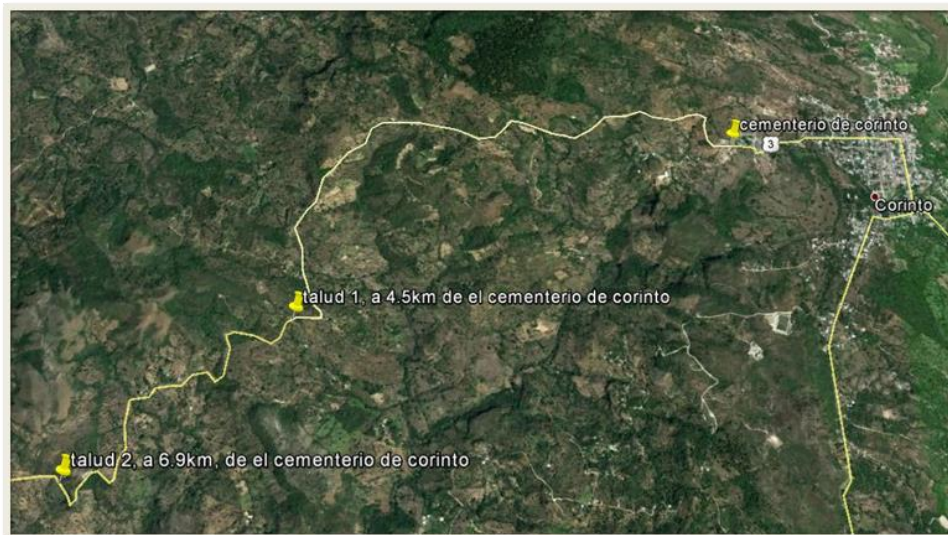 cementerio de corinto
3
Corinto
talud 1, a 4.5km de el cementerio de corinto
talud 2, a 6.9km, de el cementerio de corinto